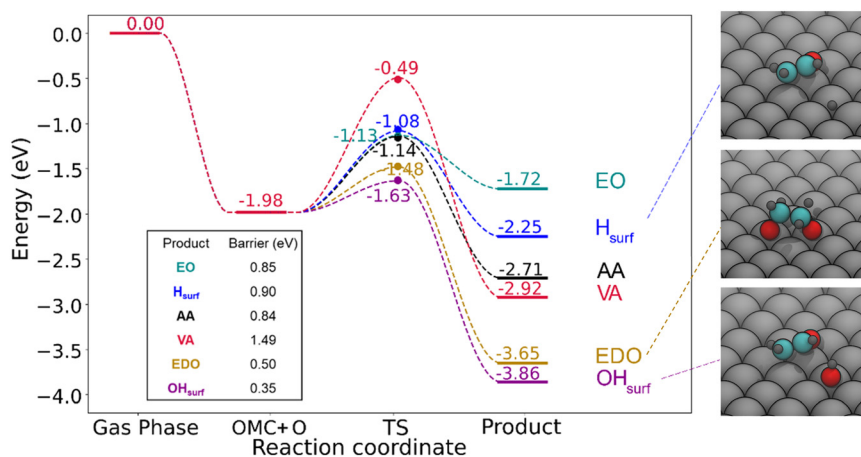 0.00
0.0
−0.5
−1.0
−1.5
−2.0
−2.5
−3.0
−3.5
−4.0
Energy (eV)
-0.49
-1.08
-1.13
-1.14
-1.48
-1.63
-1.98
-1.72 EO
-2.25 Hsurf
-2.71 AA
-2.92 VA
-3.65 EDO
-3.86 OHsurf
Product Barrier (eV)
EO 0.85
Hsurf 0.90
AA 0.84
VA 1.49
EDO 0.50
OHsurf 0.35
Gas Phase OMC+O TS Product
Reaction coordinate